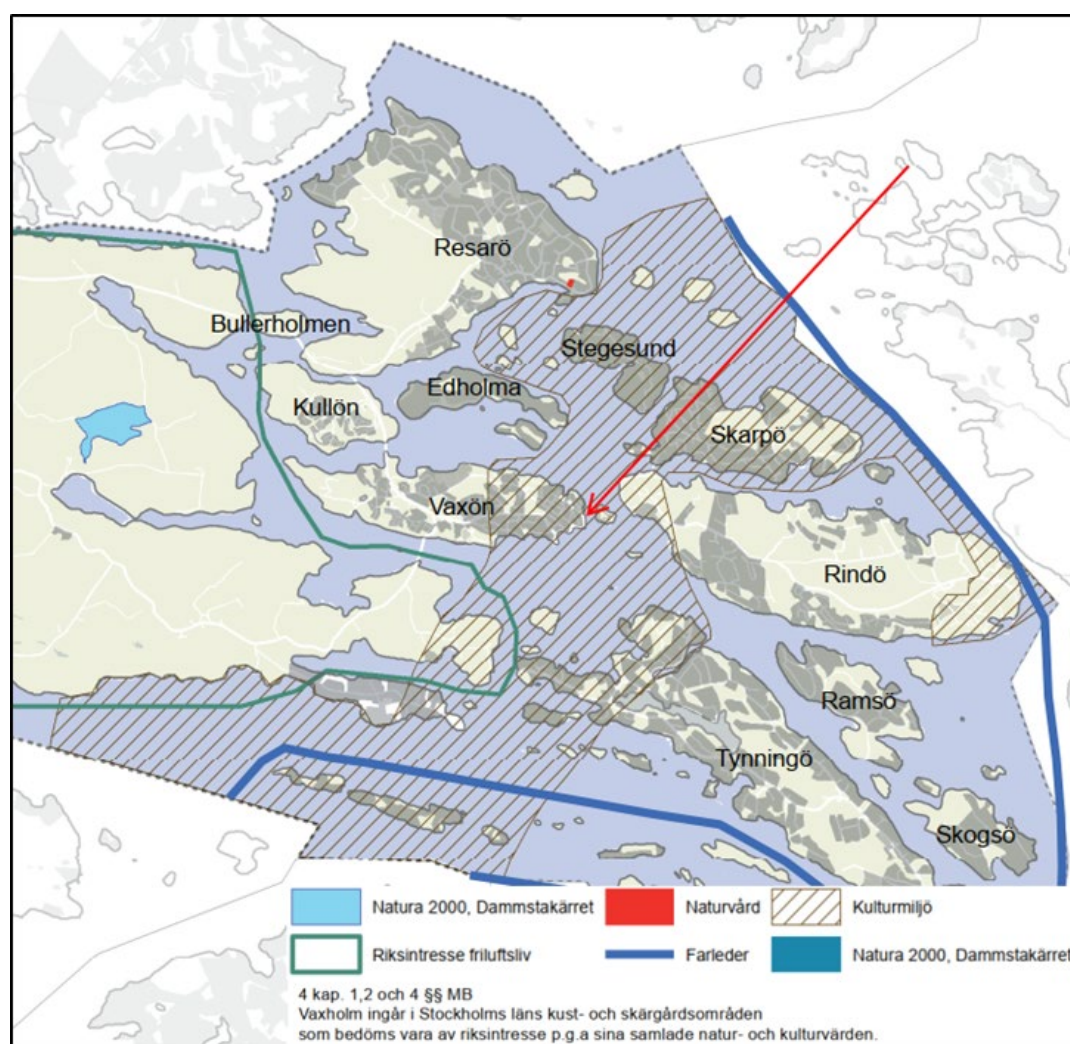 Resarö
Bullerholmen
Stegesund
Edholma
Kullön
Skarpö
Vaxön
Rindö
Ramsö
Tynningö
Skogsö
Natura 2000, Dammstakärret
Naturvård
Kulturmiljö
Riksintresse friluftsliv
Farleder
Natura 2000, Dammstakärret
4 kap. 1,2 och 4 §§ MB
Vaxholm ingår i Stockholms läns kust- och skärgårdsområden
som bedöms vara av riksintresse p.g.a sina samlade natur- och kulturvärden.